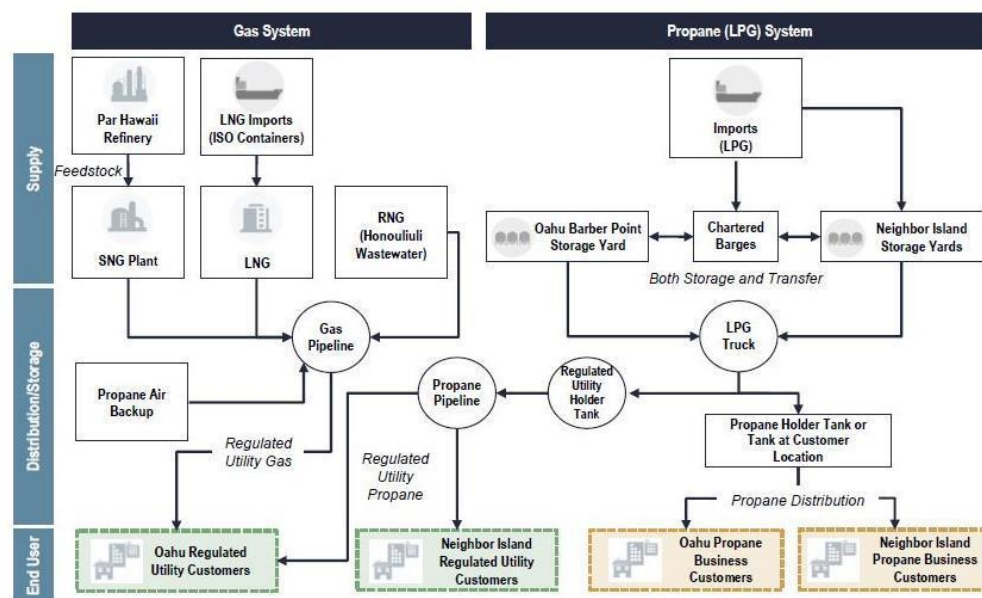 Gas System
Propane (LPG) System
Supply
Par Hawaii
Refinery
LNG Imports
(ISO Containers)
Imports
(LPG)
Feedstock
SNG Plant
LNG
RNG
(Honouliuli
Wastewater)
Oahu Barber Point
Storage Yard
Chartered
Barges
Neighbor Island
Storage Yards
Both Storage and Transfer
Distribution/Storage
Gas
Pipeline
LPG
Truck
Propane Air
Backup
Propane
Pipeline
Regulated
Utility
Holder
Tank
Propane Holder Tank or
Tank at Customer
Location
Regulated
Utility Gas
Regulated
Utility
Propane
Propane Distribution
End User
Oahu Regulated
Utility Customers
Neighbor Island
Regulated Utility
Customers
Oahu Propane
Business
Customers
Neighbor Island
Propane Business
Customers